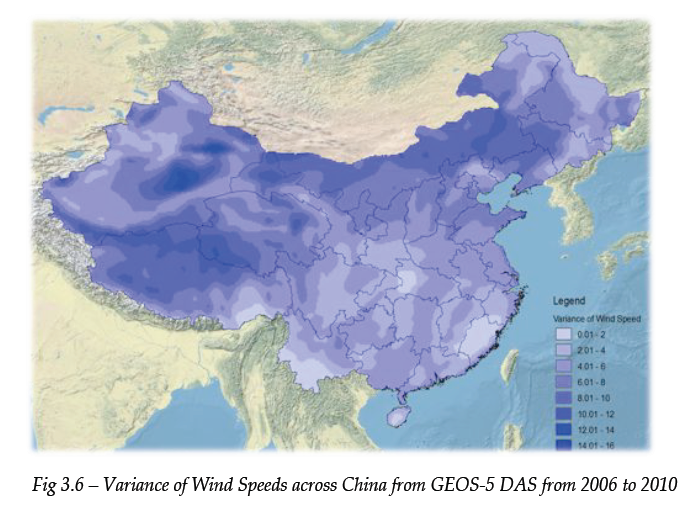 Legend
Variance of Wind Speed
0.01 - 2
2.01 - 4
4.01 - 6
6.01 - 8
8.01 - 10
10.01 - 12
12.01 - 14
14.01 - 16
Fig 3.6 – Variance of Wind Speeds across China from GEOS-5 DAS from 2006 to 2010